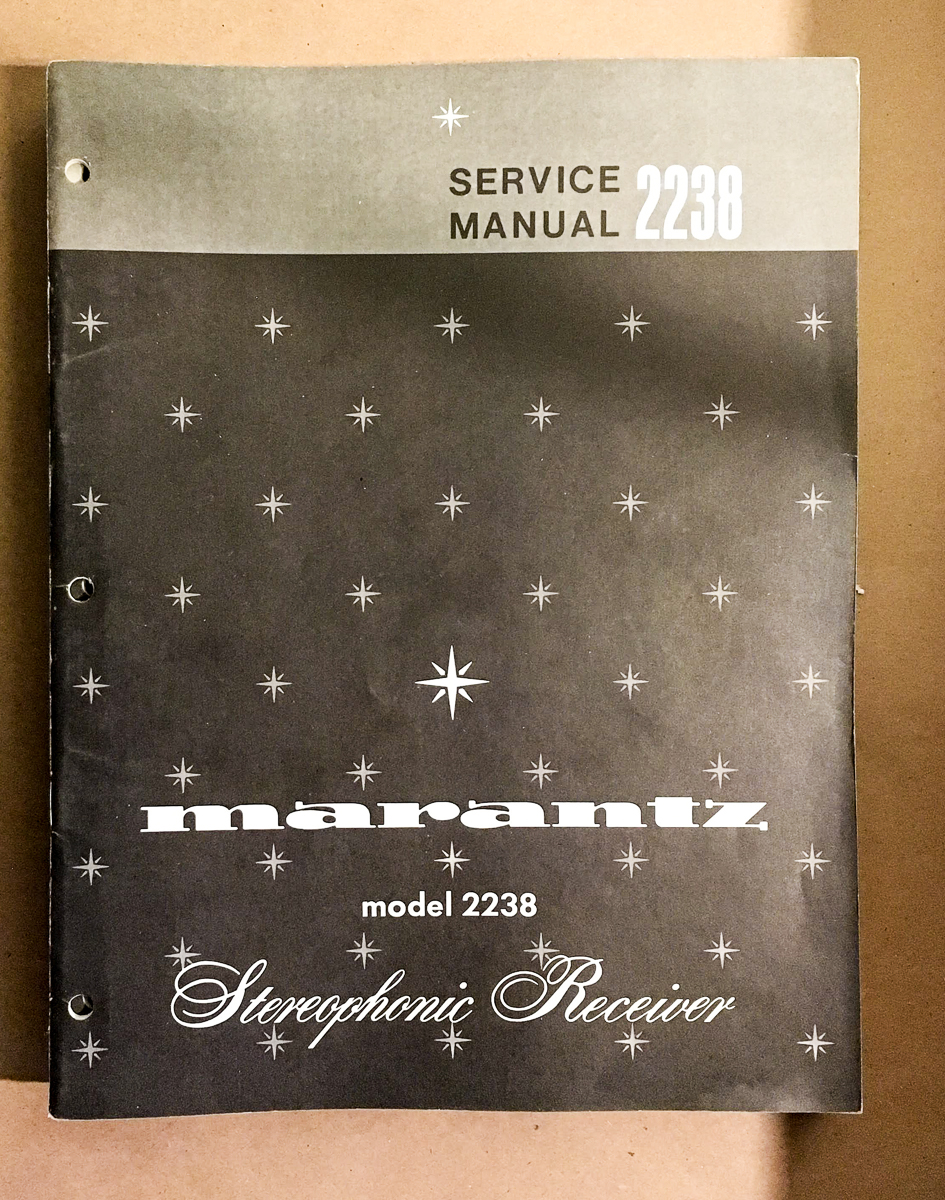 SERVICE
MANUAL 2238
marantz
model 2238
Stereophonic Receiver